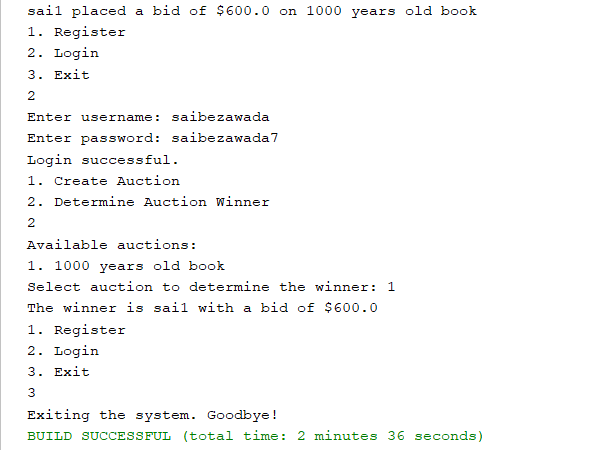 sai1 placed a bid of $600.0 on 1000 years old book
1. Register
2. Login
3. Exit
2
Enter username: saibezawada
Enter password: saibezawada7
Login successful.
1. Create Auction
2. Determine Auction Winner
2
Available auctions:
1. 1000 years old book
Select auction to determine the winner: 1
The winner is sai1 with a bid of $600.0
1. Register
2. Login
3. Exit
3
Exiting the system. Goodbye!
BUILD SUCCESSFUL (total time: 2 minutes 36 seconds)